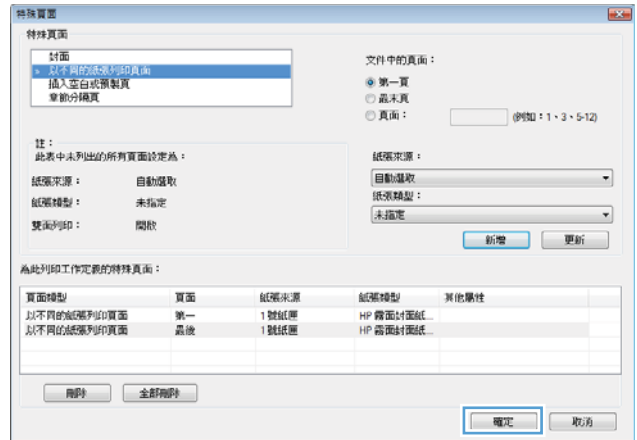 特殊頁面
特殊頁面
封面
» 以不同的紙張列印頁面
插入空白或預製頁
章節分隔頁
文件中的頁面：
第一頁
最末頁
頁面： (例如：1、3、5-12)
註：
此表中未列出的所有頁面設定為：
紙張來源： 自動選取
紙張類型： 未指定
雙面列印： 開啟
紙張來源：
自動選取
紙張類型：
未指定
新增 更新
為此列印工作定義的特殊頁面：
頁面類型 頁面 紙張來源 紙張類型 其他屬性
以不同的紙張列印頁面 第一 1 號紙匣 HP 霧面封面紙...
以不同的紙張列印頁面 最後 1 號紙匣 HP 霧面封面紙...
刪除 全部刪除
確定 取消